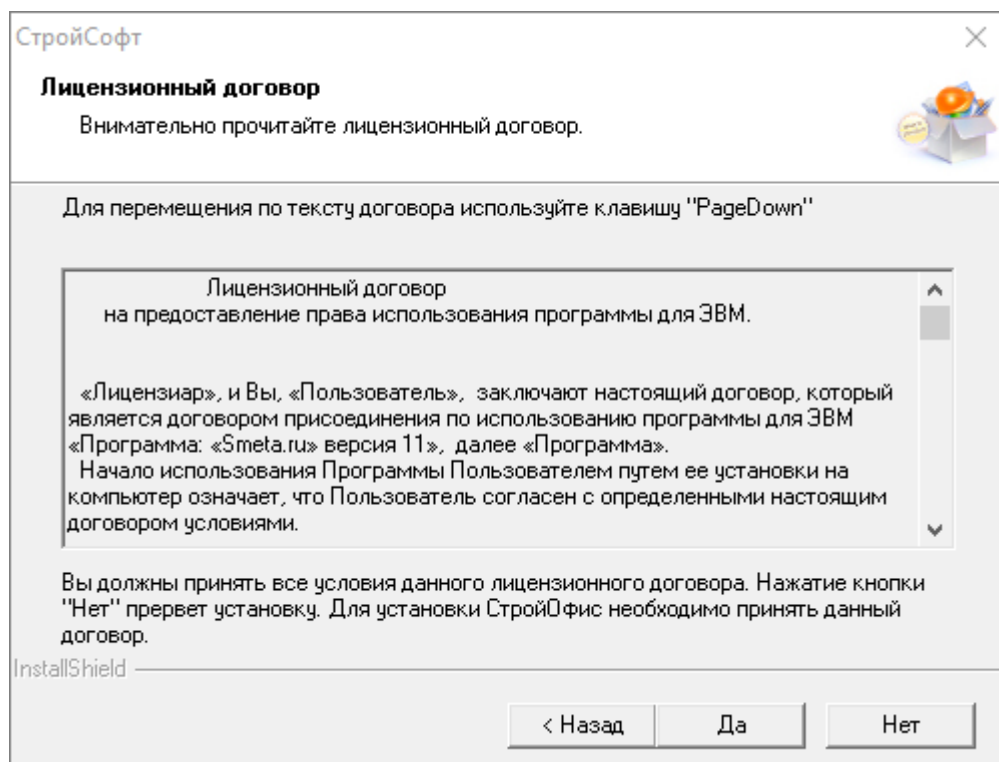 СтройСофт
Лицензионный договор
Внимательно прочитайте лицензионный договор.
Для перемещения по тексту договора используйте клавишу "PageDown"
Лицензионный договор
на предоставление права использования программы для ЭВМ.
«Лицензиар», и Вы, «Пользователь», заключают настоящий договор, который
является договором присоединения по использованию программы для ЭВМ
«Программа: «Smeta.ru» версия 11», далее «Программа».
Начало использования Программы Пользователем путем ее установки на
компьютер означает, что Пользователь согласен с определенными настоящим
договором условиями.
Вы должны принять все условия данного лицензионного договора. Нажатие кнопки
"Нет" прервет установку. Для установки СтройОфис необходимо принять данный
договор.
InstallShield
< Назад
Да
Нет